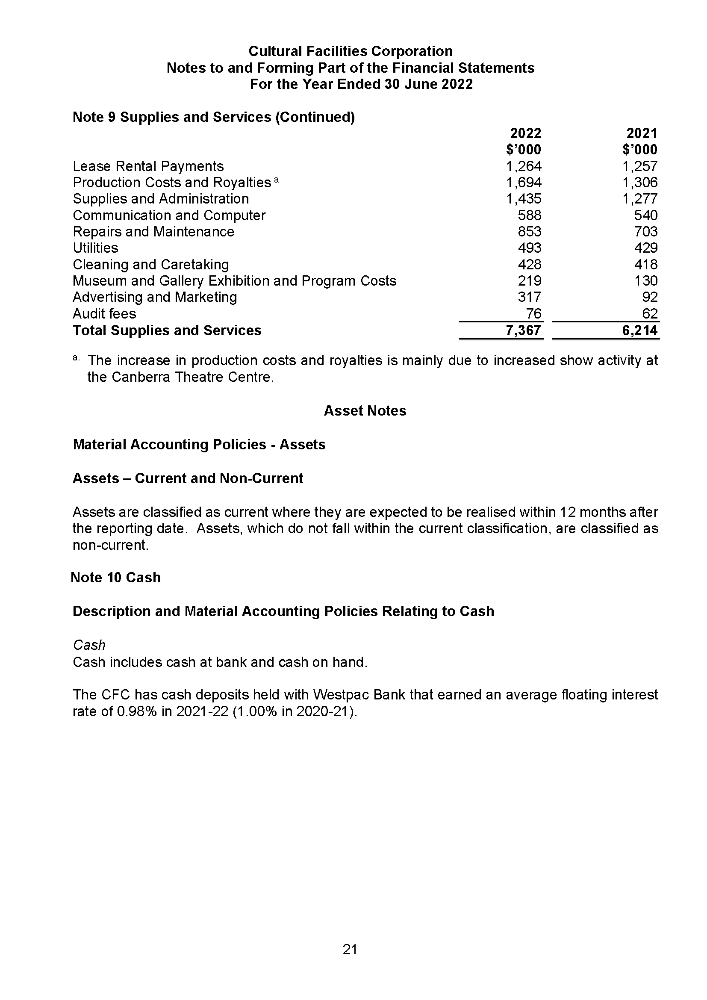 Cultural Facilities Corporation
Notes to and Forming Part of the Financial Statements
For the Year Ended 30 June 2022
Note 9 Supplies and Services (Continued)
2022 2021
$’000 $’000
Lease Rental Payments 1,264 1,257
Production Costs and Royalties a 1,694 1,306
Supplies and Administration 1,435 1,277
Communication and Computer 588 540
Repairs and Maintenance 853 703
Utilities 493 429
Cleaning and Caretaking 428 418
Museum and Gallery Exhibition and Program Costs 219 130
Advertising and Marketing 317 92
Audit fees 76 62
Total Supplies and Services 7,367 6,214
a. The increase in production costs and royalties is mainly due to increased show activity at
the Canberra Theatre Centre.
Asset Notes
Material Accounting Policies - Assets
Assets – Current and Non-Current
Assets are classified as current where they are expected to be realised within 12 months after
the reporting date.  Assets, which do not fall within the current classification, are classified as
non-current.
Note 10 Cash
Description and Material Accounting Policies Relating to Cash
Cash
Cash includes cash at bank and cash on hand.
The CFC has cash deposits held with Westpac Bank that earned an average floating interest
rate of 0.98% in 2021-22 (1.00% in 2020-21).
21